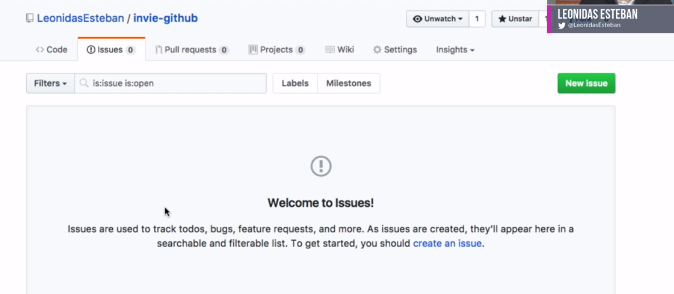 LeonidasEsteban / invie-github
Unwatch 1 Unstar
LEONIDAS ESTEBAN
@LeonidasEsteban
Code Issues 0 Pull requests 0 Projects 0 Wiki Settings Insights
Filters is:issue is:open Labels Milestones New issue
Welcome to Issues!
Issues are used to track todos, bugs, feature requests, and more. As issues are created, they'll appear here in a
searchable and filterable list. To get started, you should create an issue.